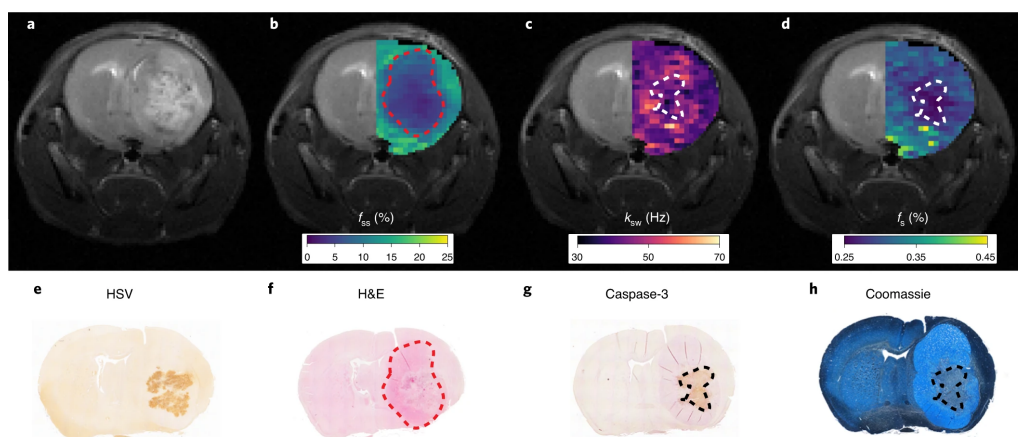 a b c d
f_ss (%) k_sw (Hz) f_s (%)
0 5 10 15 20 25 30 50 70 0.25 0.35 0.45
e HSV f H&E g Caspase-3 h Coomassie